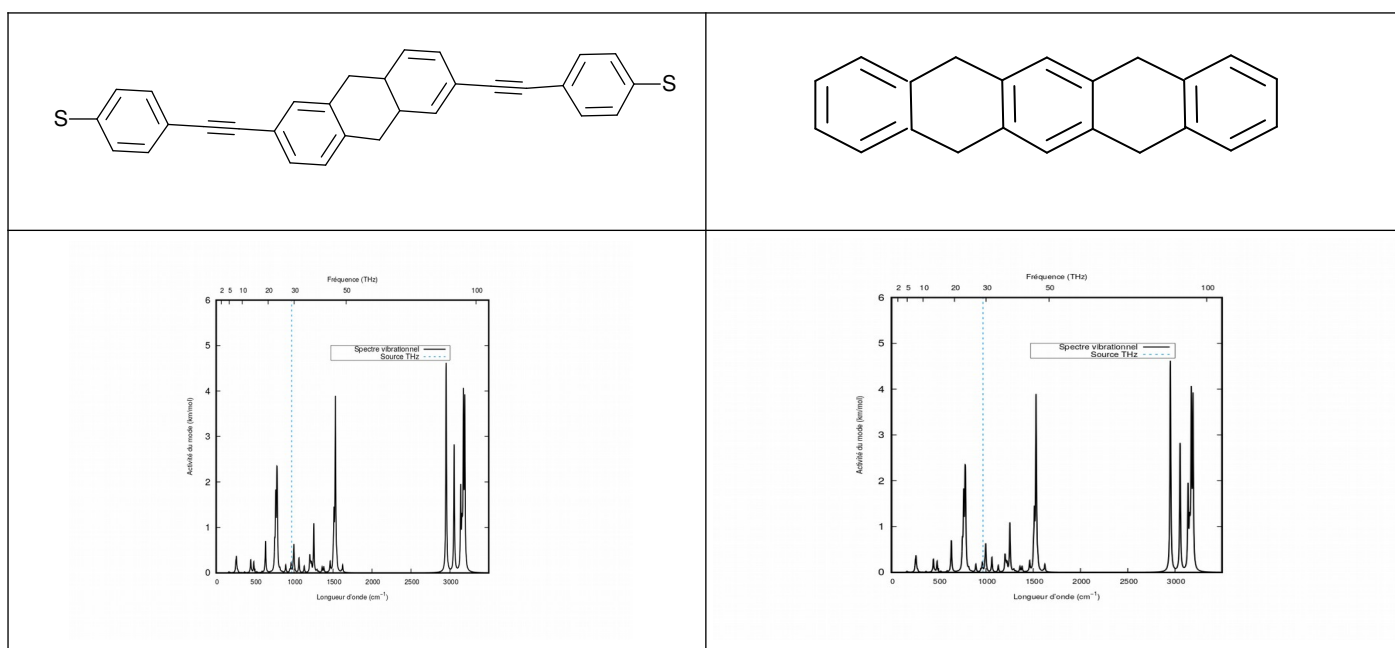 S
S
Fréquence (THz)
2 5 10 20 30 50 100
6
5
4
3
2
1
0
Spectre vibrationnel
Source THz
Activité du mode (km/mol)
0 500 1000 1500 2000 2500 3000
Longueur d'onde (cm⁻¹)
Fréquence (THz)
2 5 10 20 30 50 100
6
5
4
3
2
1
0
Spectre vibrationnel
Source THz
Activité du mode (km/mol)
0 500 1000 1500 2000 2500 3000
Longueur d'onde (cm⁻¹)